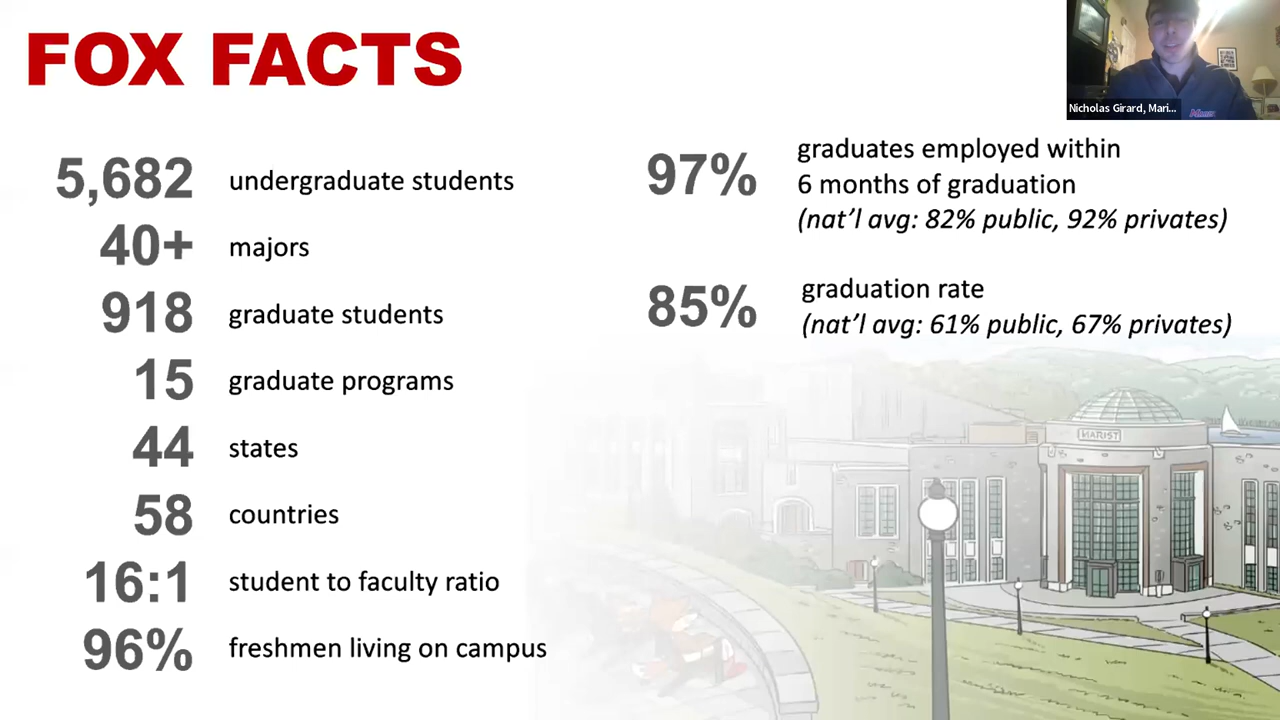 FOX FACTS
Nicholas Girard, Mari...
5,682 undergraduate students
40+ majors
918 graduate students
15 graduate programs
44 states
58 countries
16:1 student to faculty ratio
96% freshmen living on campus
97% graduates employed within
6 months of graduation
(nat’l avg: 82% public, 92% privates)
85% graduation rate
(nat’l avg: 61% public, 67% privates)
MARIST